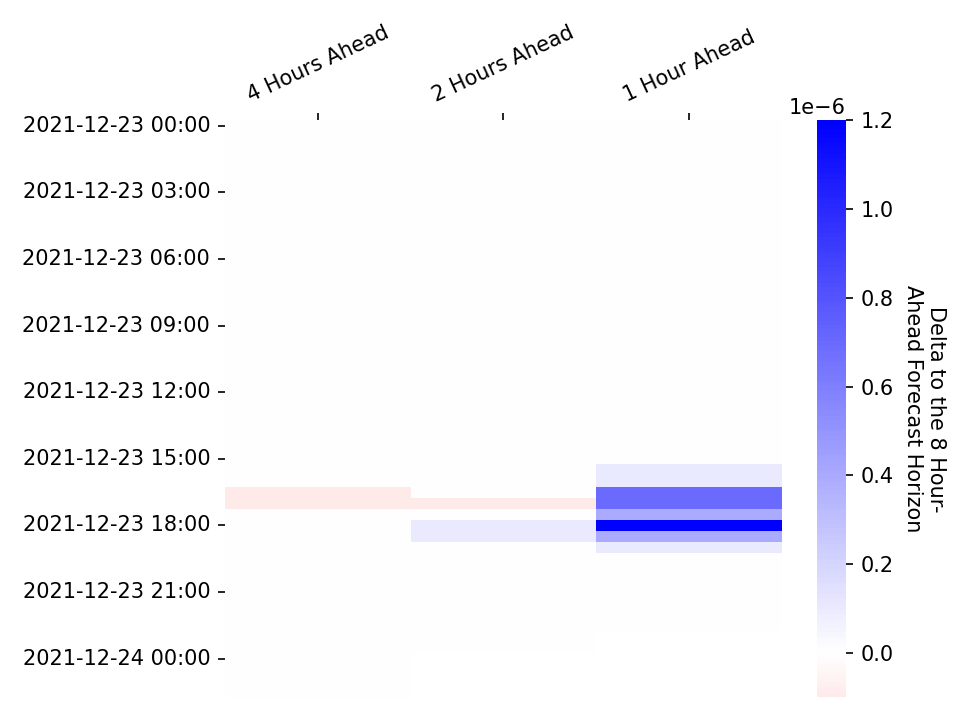 4 Hours Ahead
2 Hours Ahead
1 Hour Ahead
2021-12-23 00:00
2021-12-23 03:00
2021-12-23 06:00
2021-12-23 09:00
2021-12-23 12:00
2021-12-23 15:00
2021-12-23 18:00
2021-12-23 21:00
2021-12-24 00:00
1e−6
1.2
1.0
0.8
0.6
0.4
0.2
0.0
Delta to the 8 Hour-
Ahead Forecast Horizon